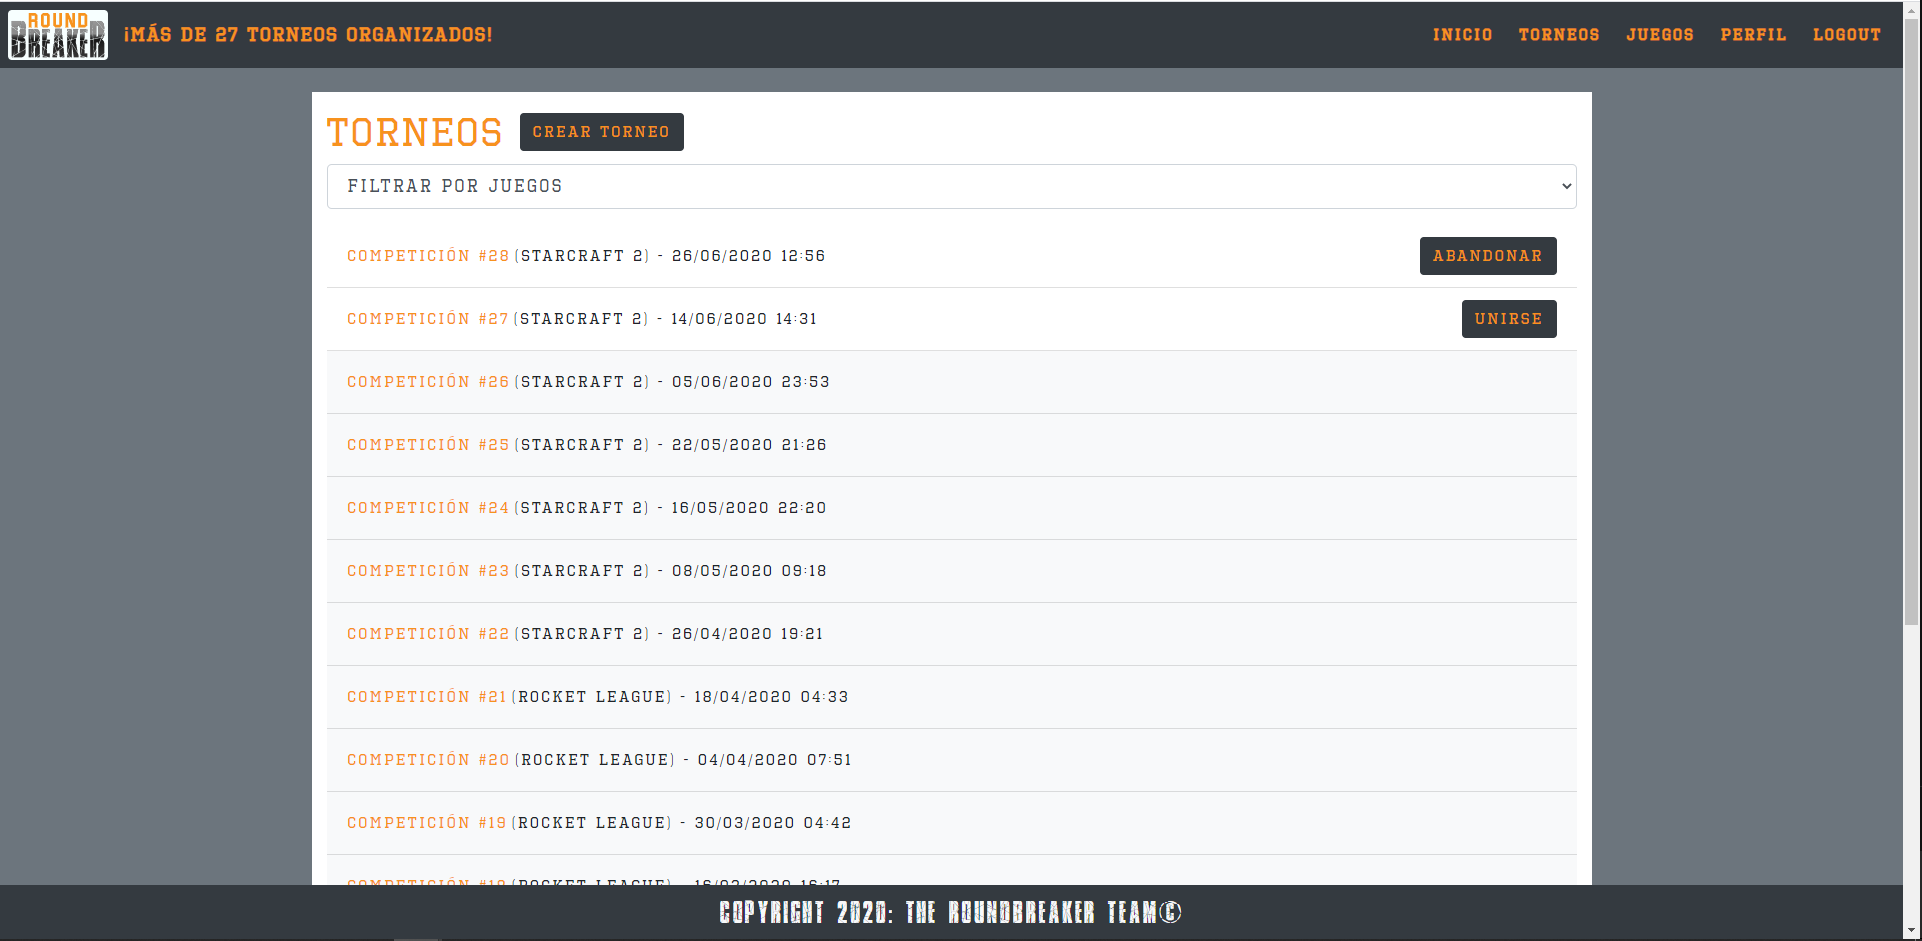 ROUND
BREAKER
¡MÁS DE 27 TORNEOS ORGANIZADOS!
INICIO TORNEOS JUEGOS PERFIL LOGOUT
TORNEOS CREAR TORNEO
FILTRAR POR JUEGOS
COMPETICIÓN #28 (STARCRAFT 2) - 26/06/2020 12:56 ABANDONAR
COMPETICIÓN #27 (STARCRAFT 2) - 14/06/2020 14:31 UNIRSE
COMPETICIÓN #26 (STARCRAFT 2) - 05/06/2020 23:53
COMPETICIÓN #25 (STARCRAFT 2) - 22/05/2020 21:26
COMPETICIÓN #24 (STARCRAFT 2) - 16/05/2020 22:20
COMPETICIÓN #23 (STARCRAFT 2) - 08/05/2020 09:18
COMPETICIÓN #22 (STARCRAFT 2) - 26/04/2020 19:21
COMPETICIÓN #21 (ROCKET LEAGUE) - 18/04/2020 04:33
COMPETICIÓN #20 (ROCKET LEAGUE) - 04/04/2020 07:51
COMPETICIÓN #19 (ROCKET LEAGUE) - 30/03/2020 04:42
COMPETICIÓN #18 (ROCKET LEAGUE) -
COPYRIGHT 2020: THE ROUNDBREAKER TEAM©